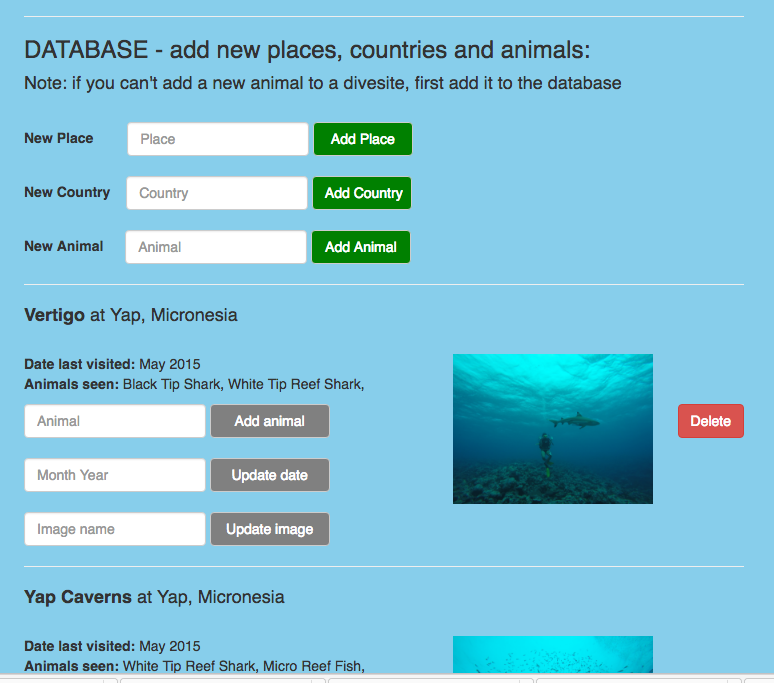 DATABASE - add new places, countries and animals:
Note: if you can't add a new animal to a divesite, first add it to the database
New Place Place Add Place
New Country Country Add Country
New Animal Animal Add Animal
Vertigo at Yap, Micronesia
Date last visited: May 2015
Animals seen: Black Tip Shark, White Tip Reef Shark,
Animal Add animal
Delete
Month Year Update date
Image name Update image
Yap Caverns at Yap, Micronesia
Date last visited: May 2015
Animals seen: White Tip Reef Shark, Micro Reef Fish,